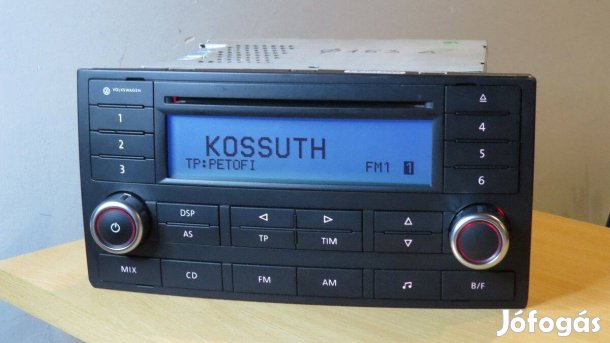 VOLKSWAGEN
1
2
3
KOSSUTH
TP:PETOFI
FM1 1
4
5
6
DSP
AS
TP
TIM
MIX
CD
FM
AM
B/F
Jófogás